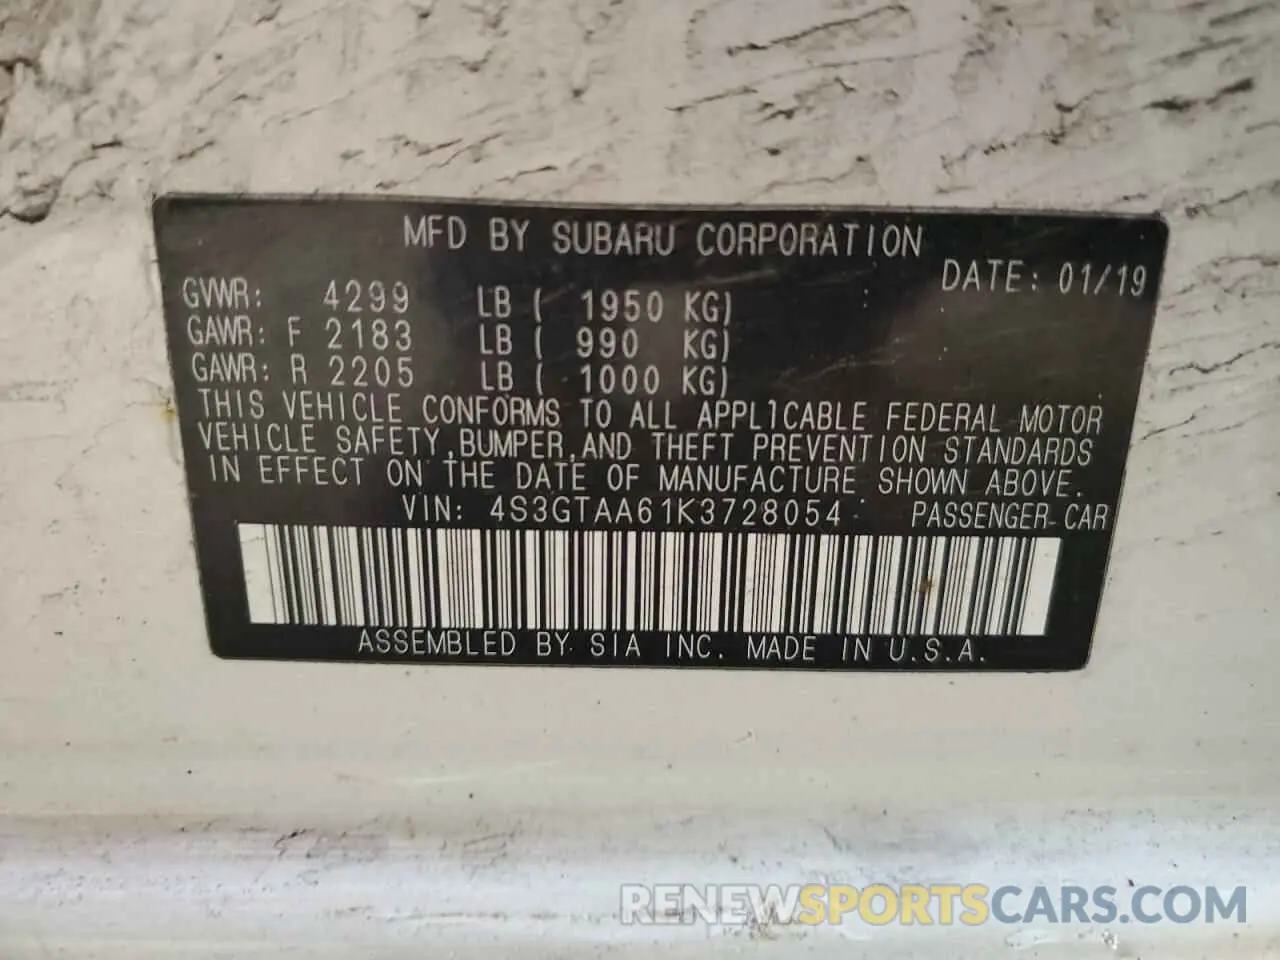 MFD BY SUBARU CORPORATION
DATE: 01/19
GVWR: 4299 LB ( 1950 KG)
GAWR: F 2183 LB ( 990 KG)
GAWR: R 2205 LB ( 1000 KG)
THIS VEHICLE CONFORMS TO ALL APPLICABLE FEDERAL MOTOR
VEHICLE SAFETY,BUMPER,AND THEFT PREVENTION STANDARDS
IN EFFECT ON THE DATE OF MANUFACTURE SHOWN ABOVE.
VIN: 4S3GTAA61K3728054 PASSENGER CAR
ASSEMBLED BY SIA INC. MADE IN U.S.A.
RENEWSPORTSCARS.COM